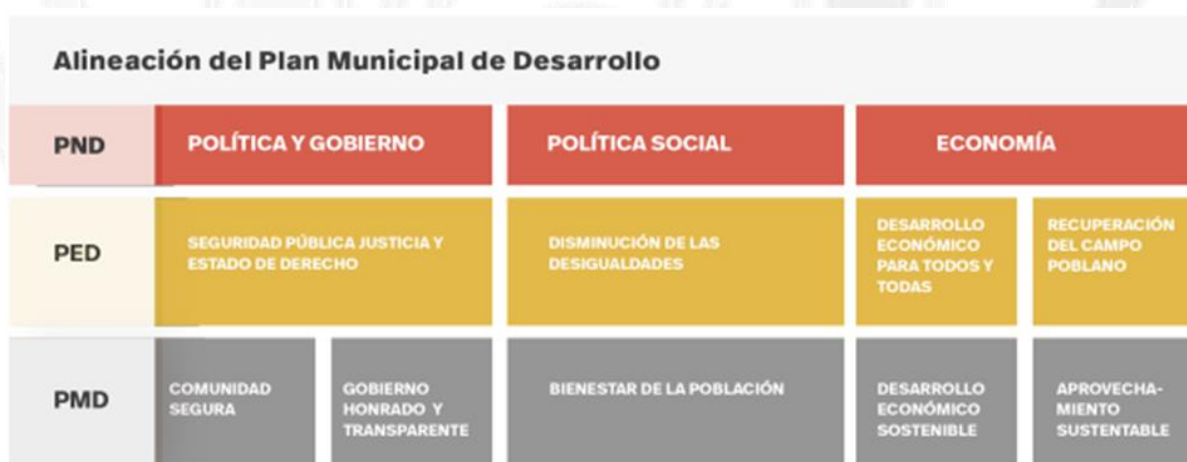 Alineación del Plan Municipal de Desarrollo
PND
POLÍTICA Y GOBIERNO
POLÍTICA SOCIAL
ECONOMÍA
PED
SEGURIDAD PÚBLICA JUSTICIA Y
ESTADO DE DERECHO
DISMINUCIÓN DE LAS
DESIGUALDADES
DESARROLLO
ECONÓMICO
PARA TODOS Y
TODAS
RECUPERACIÓN
DEL CAMPO
POBLANO
PMD
COMUNIDAD
SEGURA
GOBIERNO
HONRADO Y
TRANSPARENTE
BIENESTAR DE LA POBLACIÓN
DESARROLLO
ECONÓMICO
SOSTENIBLE
APROVECHA-
MIENTO
SUSTENTABLE